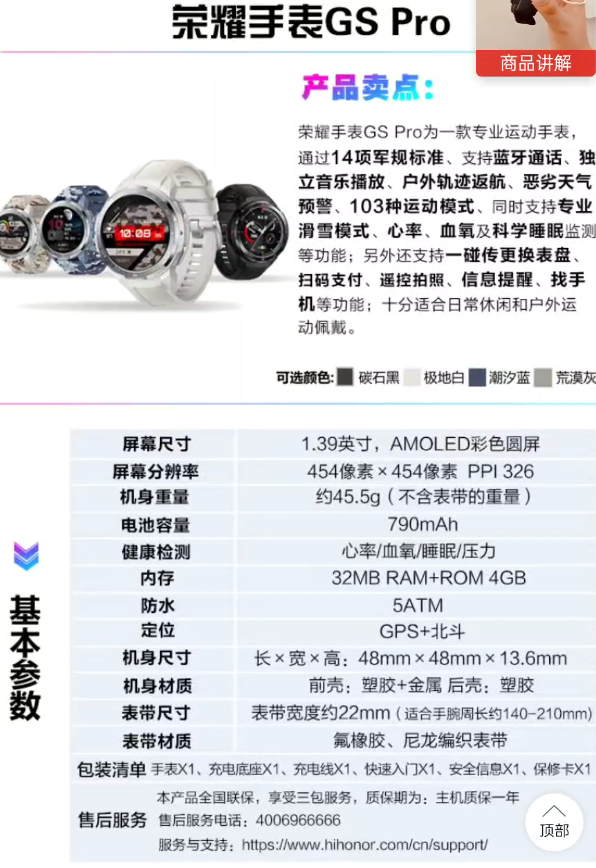 荣耀手表GS Pro
商品讲解
产品卖点：
荣耀手表GS Pro为一款专业运动手表，
通过14项军规标准、支持蓝牙通话、独
立音乐播放、户外轨迹返航、恶劣天气
预警、103种运动模式、同时支持专业
滑雪模式、心率、血氧及科学睡眠监测
等功能；另外还支持一碰传更换表盘、
扫码支付、遥控拍照、信息提醒、找手
机等功能；十分适合日常休闲和户外运
动佩戴。
10:08
可选颜色: 碳石黑 极地白 潮汐蓝 荒漠灰
基本参数
屏幕尺寸 1.39英寸，AMOLED彩色圆屏
屏幕分辨率 454像素×454像素 PPI 326
机身重量 约45.5g（不含表带的重量）
电池容量 790mAh
健康检测 心率/血氧/睡眠/压力
内存 32MB RAM+ROM 4GB
防水 5ATM
定位 GPS+北斗
机身尺寸 长×宽×高：48mm×48mm×13.6mm
机身材质 前壳：塑胶+金属 后壳：塑胶
表带尺寸 表带宽度约22mm（适合手腕周长约140-210mm)
表带材质 氟橡胶、尼龙编织表带
包装清单 手表X1、充电底座X1、充电线X1、快速入门X1、安全信息X1、保修卡X1
售后服务 本产品全国联保，享受三包服务，质保期为：主机质保一年
售后服务电话：4006966666
服务与支持：https://www.hihonor.com/cn/support/
顶部